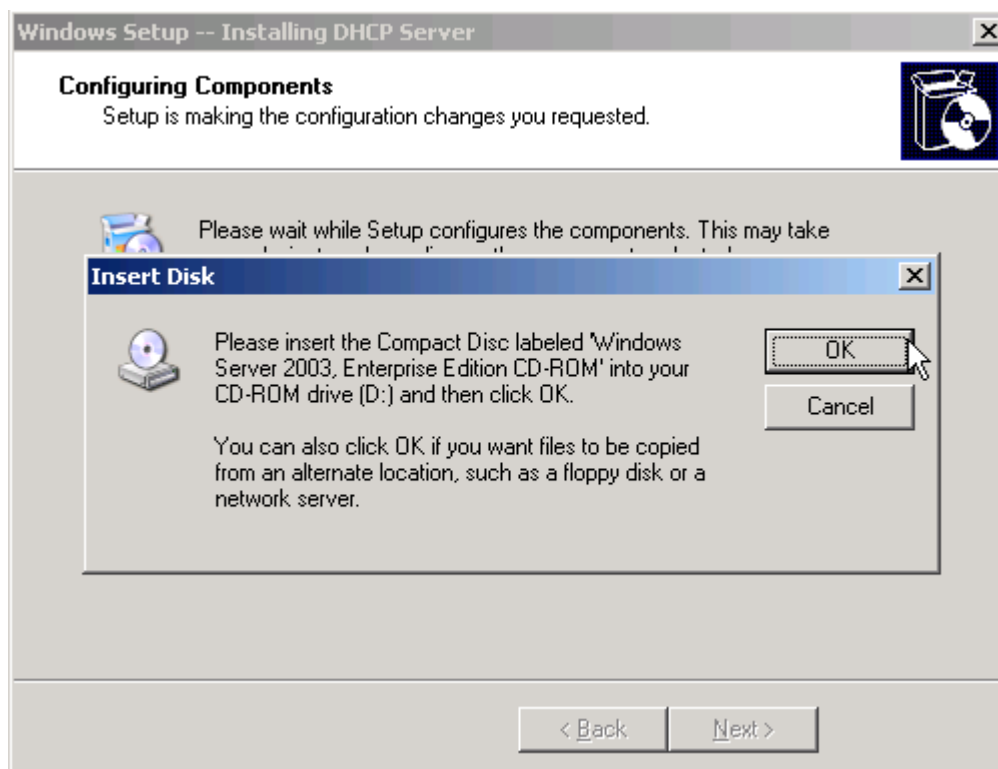 Windows Setup -- Installing DHCP Server
Configuring Components
Setup is making the configuration changes you requested.
Please wait while Setup configures the components. This may take
Insert Disk
Please insert the Compact Disc labeled 'Windows
Server 2003, Enterprise Edition CD-ROM' into your
CD-ROM drive (D:) and then click OK.
You can also click OK if you want files to be copied
from an alternate location, such as a floppy disk or a
network server.
OK
Cancel
< Back
Next >